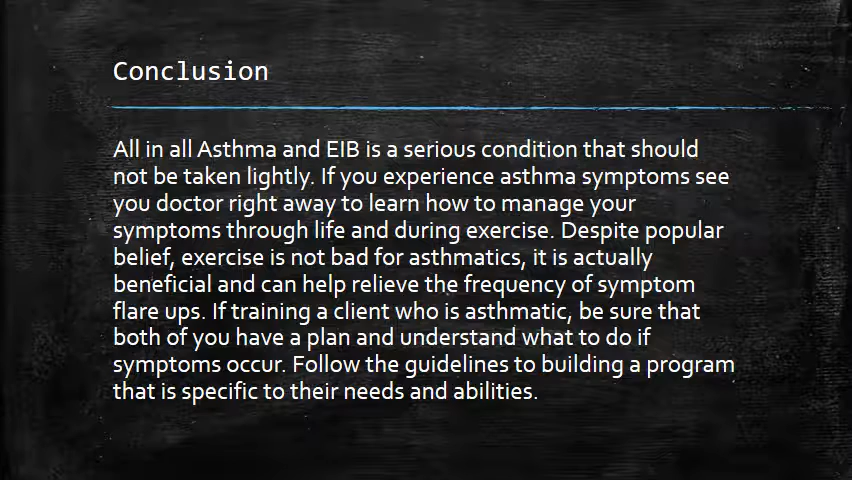 Conclusion
All in all Asthma and EIB is a serious condition that should
not be taken lightly. If you experience asthma symptoms see
you doctor right away to learn how to manage your
symptoms through life and during exercise. Despite popular
belief, exercise is not bad for asthmatics, it is actually
beneficial and can help relieve the frequency of symptom
flare ups. If training a client who is asthmatic, be sure that
both of you have a plan and understand what to do if
symptoms occur. Follow the guidelines to building a program
that is specific to their needs and abilities.